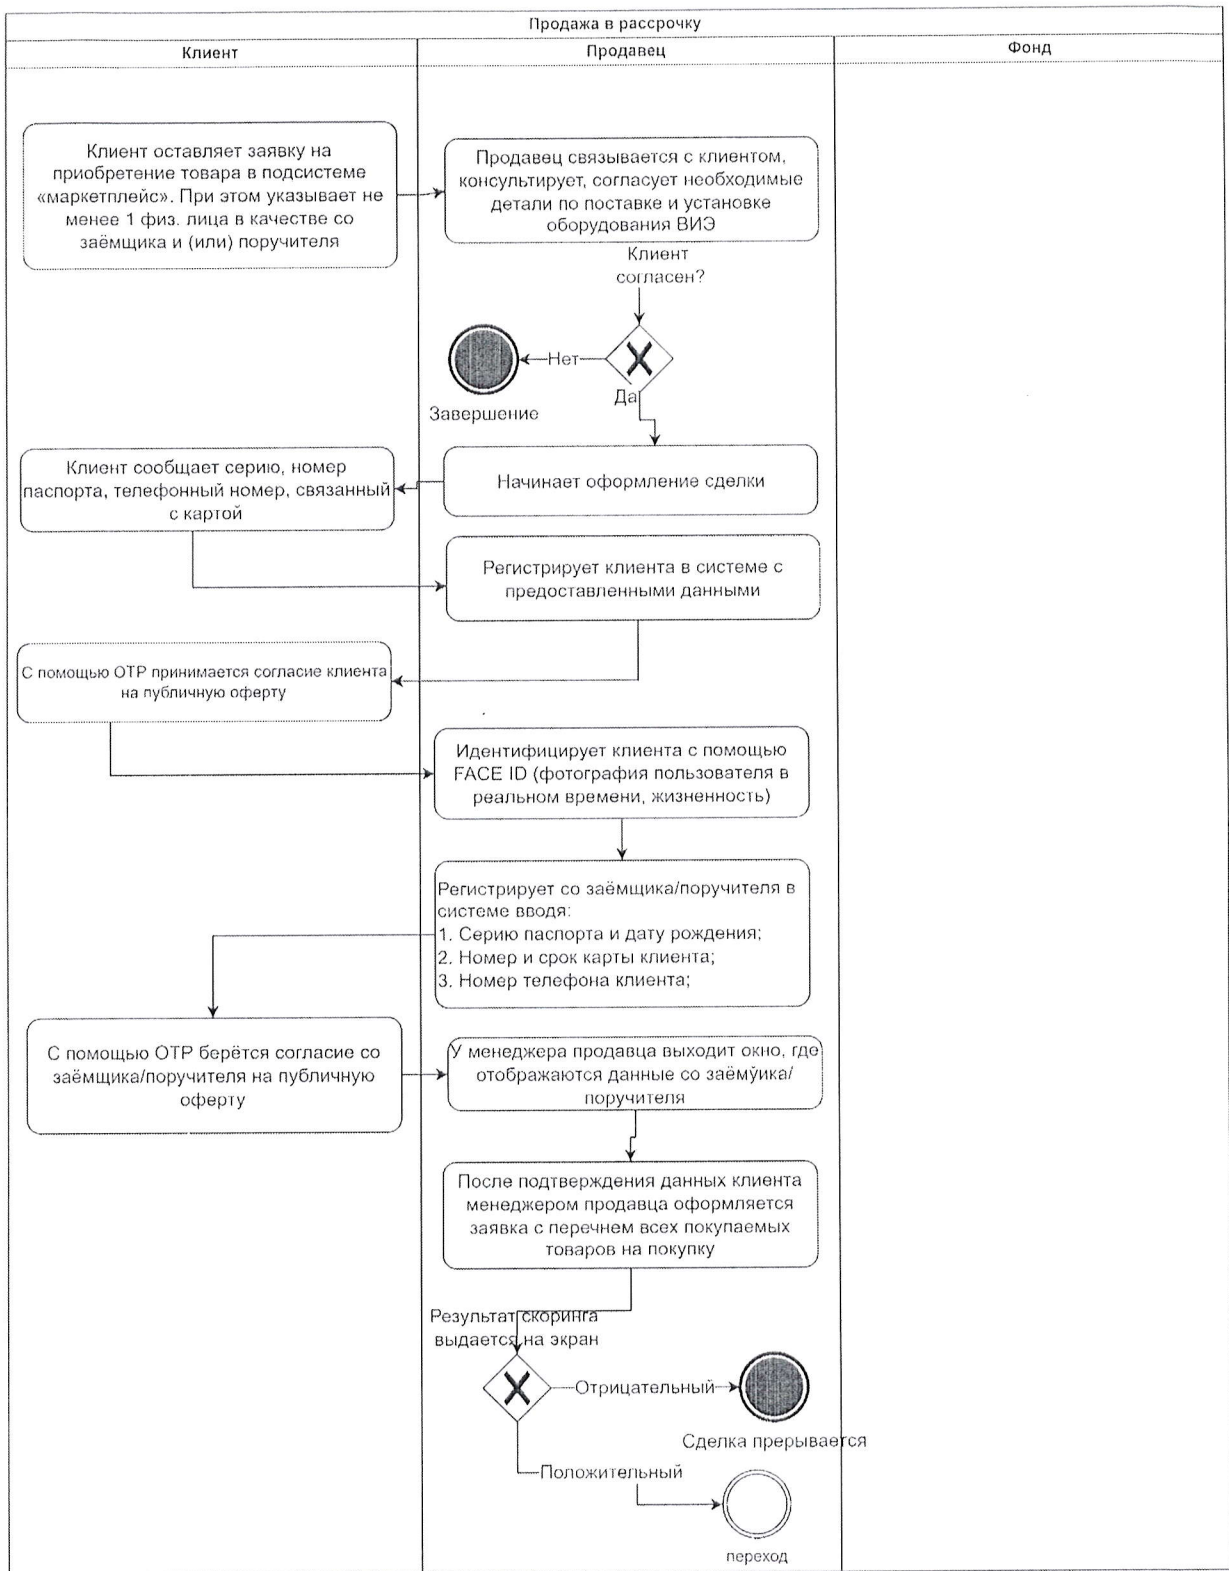 Продажа в рассрочку
Клиент
Продавец
Фонд
Клиент оставляет заявку на
приобретение товара в подсистеме
«маркетплейс». При этом указывает не
менее 1 физ. лица в качестве со
заёмщика и (или) поручителя
Продавец связывается с клиентом,
консультирует, согласует необходимые
детали по поставке и установке
оборудования ВИЭ
Клиент
согласен?
Нет
Да
Завершение
Начинает оформление сделки
Клиент сообщает серию, номер
паспорта, телефонный номер, связанный
с картой
Регистрирует клиента в системе с
предоставленными данными
С помощью ОТР принимается согласие клиента
на публичную оферту
Идентифицирует клиента с помощью
FACE ID (фотография пользователя в
реальном времени, жизненность)
Регистрирует со заёмщика/поручителя в
системе вводя:
1. Серию паспорта и дату рождения;
2. Номер и срок карты клиента;
3. Номер телефона клиента;
С помощью ОТР берётся согласие со
заёмщика/поручителя на публичную
оферту
У менеджера продавца выходит окно, где
отображаются данные со заёмўика/
поручителя
После подтверждения данных клиента
менеджером продавца оформляется
заявка с перечнем всех покупаемых
товаров на покупку
Результат скоринга
выдается на экран
Отрицательный
Сделка прерывается
Положительный
переход